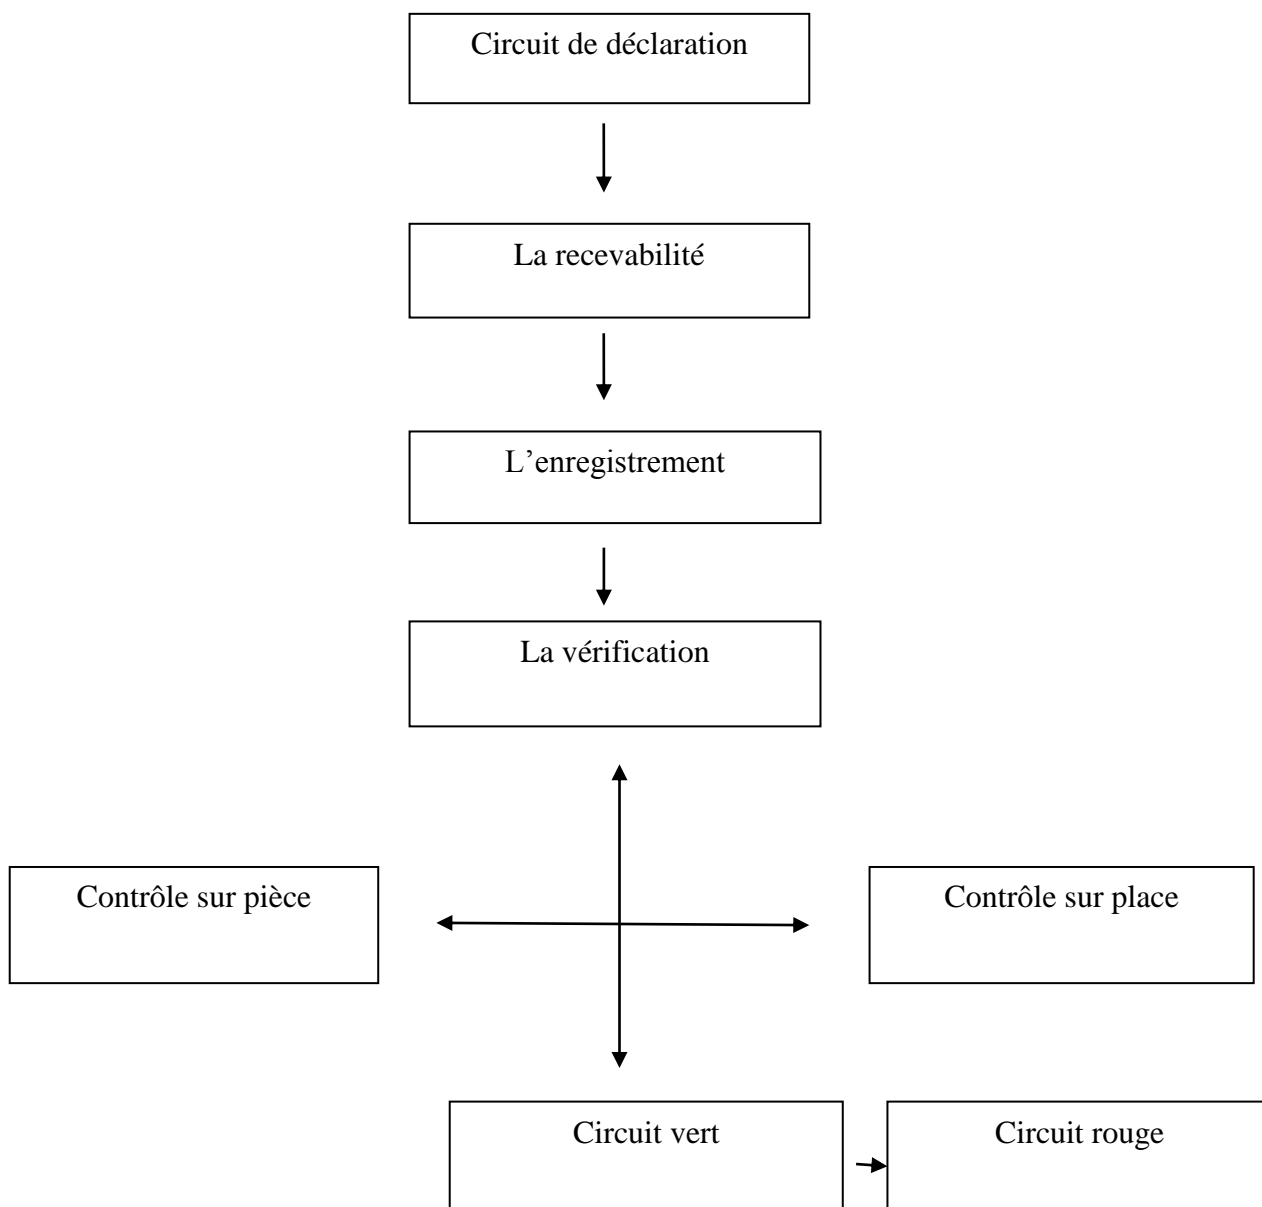 Circuit de déclaration
La recevabilité
L’enregistrement
La vérification
Contrôle sur pièce
Contrôle sur place
Circuit vert
Circuit rouge